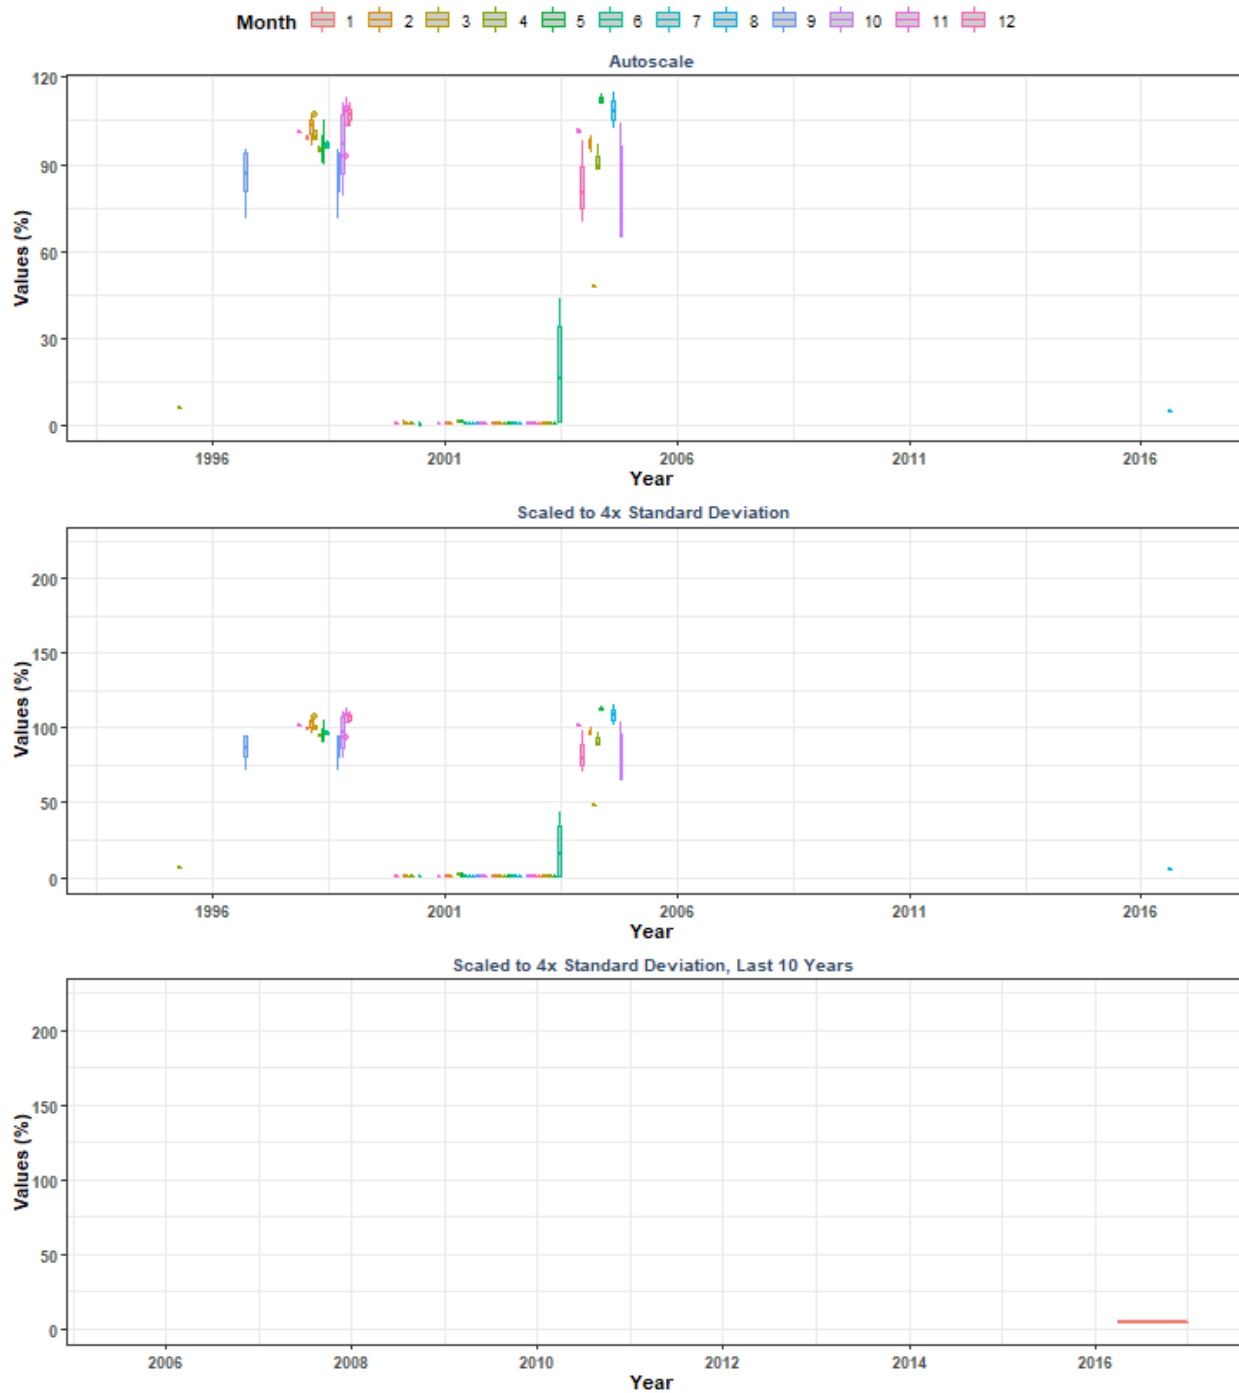 Month 1 2 3 4 5 6 7 8 9 10 11 12
Autoscale
120
90
60
30
0
Values (%)
1996 2001 2006 2011 2016
Year
Scaled to 4x Standard Deviation
200
150
100
50
0
Values (%)
1996 2001 2006 2011 2016
Year
Scaled to 4x Standard Deviation, Last 10 Years
200
150
100
50
0
Values (%)
2006 2008 2010 2012 2014 2016
Year